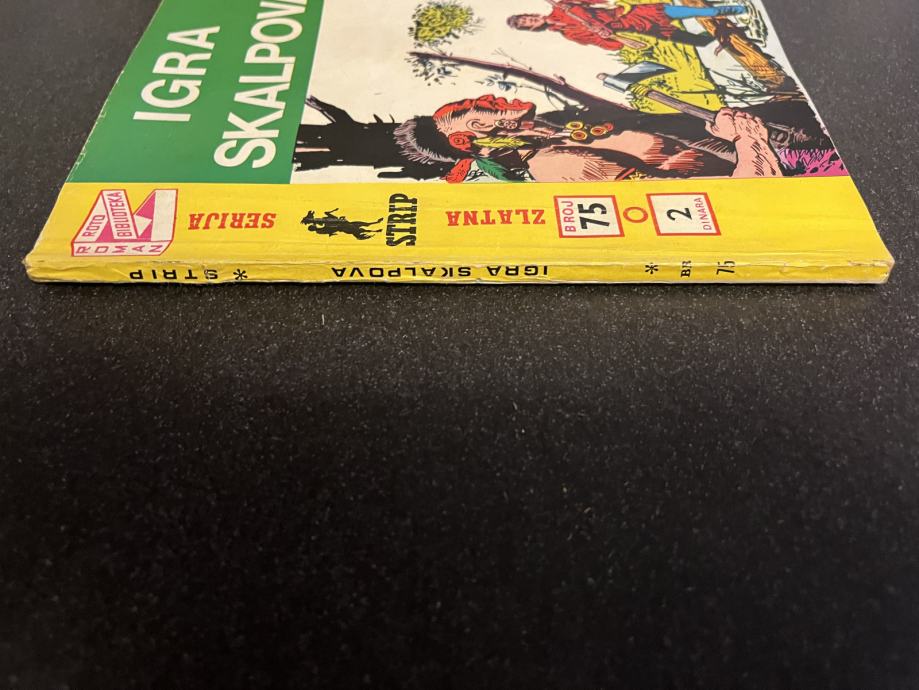 IGRA
SKALPOVA
ROTO
BIBLIOTEKA
ROMAN
SERIJA
STRIP
ZLATNA
BROJ
75
2
DINARA
STRIP * IGRA SKALPOVA * BR 75